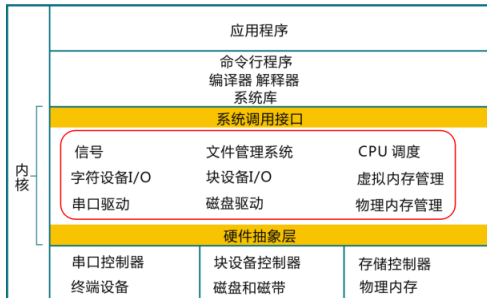 应用程序
命令行程序
编译器 解释器
系统库
系统调用接口
内核
信号 文件管理系统 CPU 调度
字符设备I/O 块设备I/O 虚拟内存管理
串口驱动 磁盘驱动 物理内存管理
硬件抽象层
串口控制器 块设备控制器 存储控制器
终端设备 磁盘和磁带 物理内存